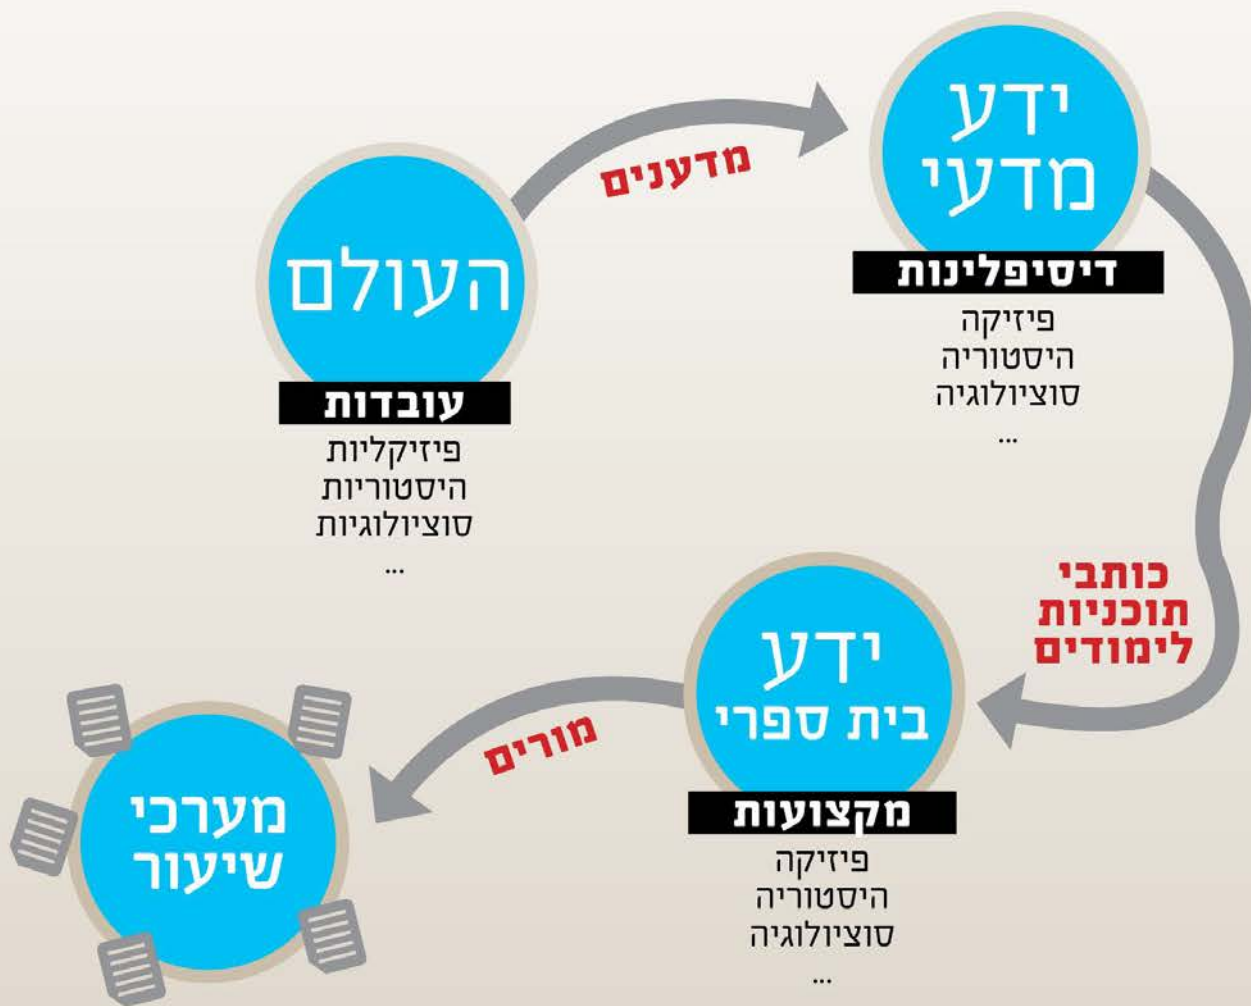 העולם
עובדות
פיזיקליות
היסטוריות
סוציולוגיות
...
מדענים
ידע
מדעי
דיסיפלינות
פיזיקה
היסטוריה
סוציולוגיה
...
כותבי
תוכניות
לימודים
ידע
בית ספרי
מקצועות
פיזיקה
היסטוריה
סוציולוגיה
...
מורים
מערכי
שיעור